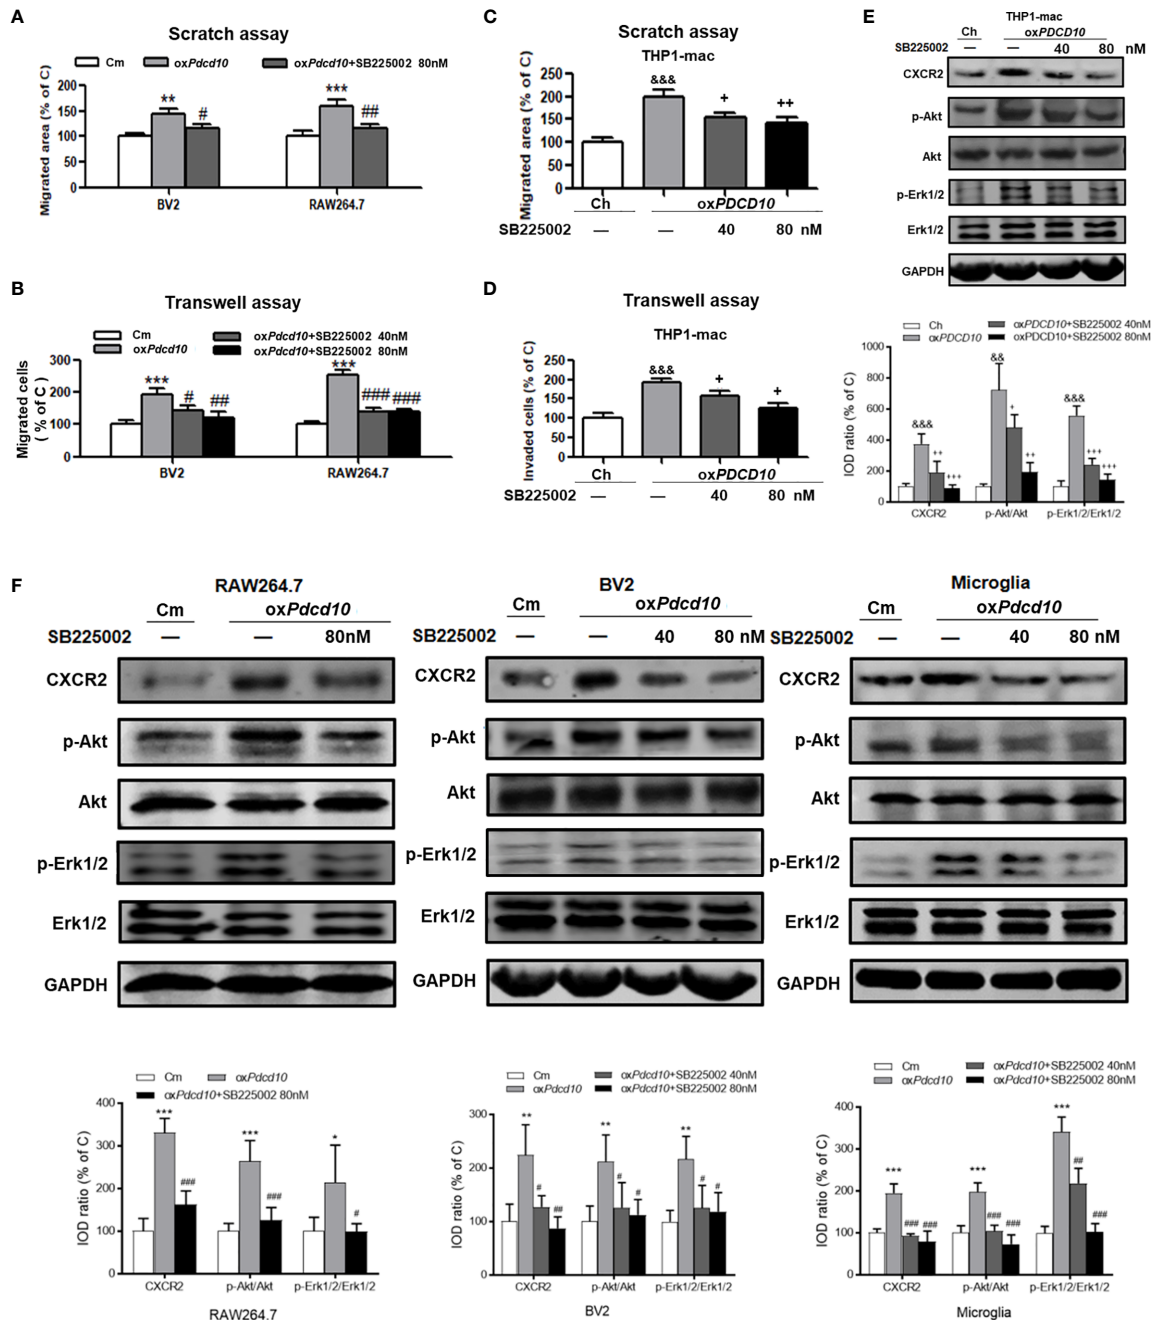 A
Scratch assay
Cm oxPdcd10 oxPdcd10+SB225002 80nM
Migrated area (% of C)
200
150
100
50
0
** # *** ##
BV2 RAW264.7
B
Transwell assay
Cm oxPdcd10+SB225002 40nM
oxPdcd10 oxPdcd10+SB225002 80nM
Migrated cells
( % of C )
300
200
100
0
*** # ## *** ### ###
BV2 RAW264.7
C
Scratch assay
THP1-mac
Migrated area (% of C)
250
200
150
100
50
0
&&& + ++
Ch oxPDCD10
SB225002 — — 40 80 nM
D
Transwell assay
THP1-mac
Invaded cells (% of C)
250
200
150
100
50
0
&&& + +
Ch oxPDCD10
SB225002 — — 40 80 nM
E
THP1-mac
Ch oxPDCD10
SB225002 — — 40 80 nM
CXCR2
p-Akt
Akt
p-Erk1/2
Erk1/2
GAPDH
Ch oxPDCD10+SB225002 40nM
oxPDCD10 oxPDCD10+SB225002 80nM
IOD ratio (% of C)
1000
800
600
400
200
0
&&& ++ +++ && + ++ &&& +++ +++
CXCR2 p-Akt/Akt p-Erk1/2/Erk1/2
F
RAW264.7
Cm oxPdcd10
SB225002 — — 80nM
CXCR2
p-Akt
Akt
p-Erk1/2
Erk1/2
GAPDH
BV2
Cm oxPdcd10
— — 40 80 nM
CXCR2
p-Akt
Akt
p-Erk1/2
Erk1/2
GAPDH
Microglia
Cm oxPdcd10
SB225002 — — 40 80 nM
CXCR2
p-Akt
Akt
p-Erk1/2
Erk1/2
GAPDH
Cm oxPdcd10
oxPdcd10+SB225002 80nM
IOD ratio (% of C)
400
300
200
100
0
*** ### *** ### * #
CXCR2 p-Akt/Akt p-Erk1/2/Erk1/2
RAW264.7
Cm oxPdcd10+SB225002 40nM
oxPdcd10 oxPdcd10+SB225002 80nM
IOD ratio (% of C)
300
200
100
0
** # ## ** # # ** # #
CXCR2 p-Akt/Akt p-Erk1/2/Erk1/2
BV2
Cm oxPdcd10+SB225002 40nM
oxPdcd10 oxPdcd10+SB225002 80nM
IOD ratio (% of C)
400
300
200
100
0
*** ### ### *** ### ### *** ## ###
CXCR2 p-Akt/Akt p-Erk1/2/Erk1/2
Microglia